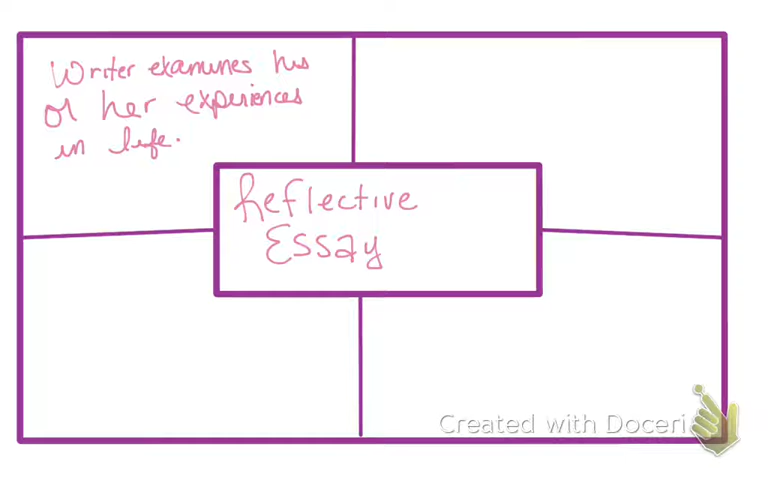 Writer examines his
or her experiences
in life.
Reflective
Essay
Created with Doceri